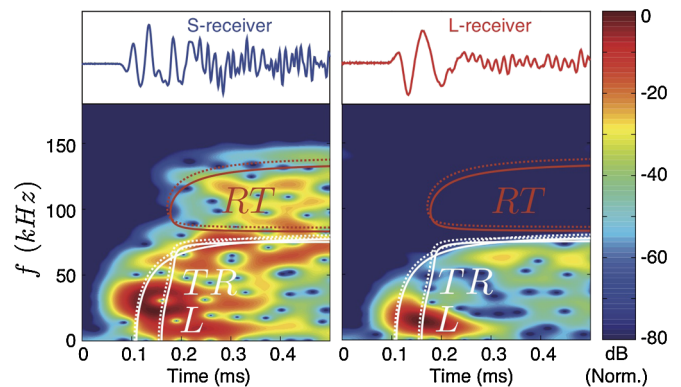 S-receiver
L-receiver
0
-20
-40
-60
-80
dB
(Norm.)
f (kHz)
150
100
50
0
RT
TR
L
RT
TR
L
0 0.1 0.2 0.3 0.4
0 0.1 0.2 0.3 0.4
Time (ms)
Time (ms)